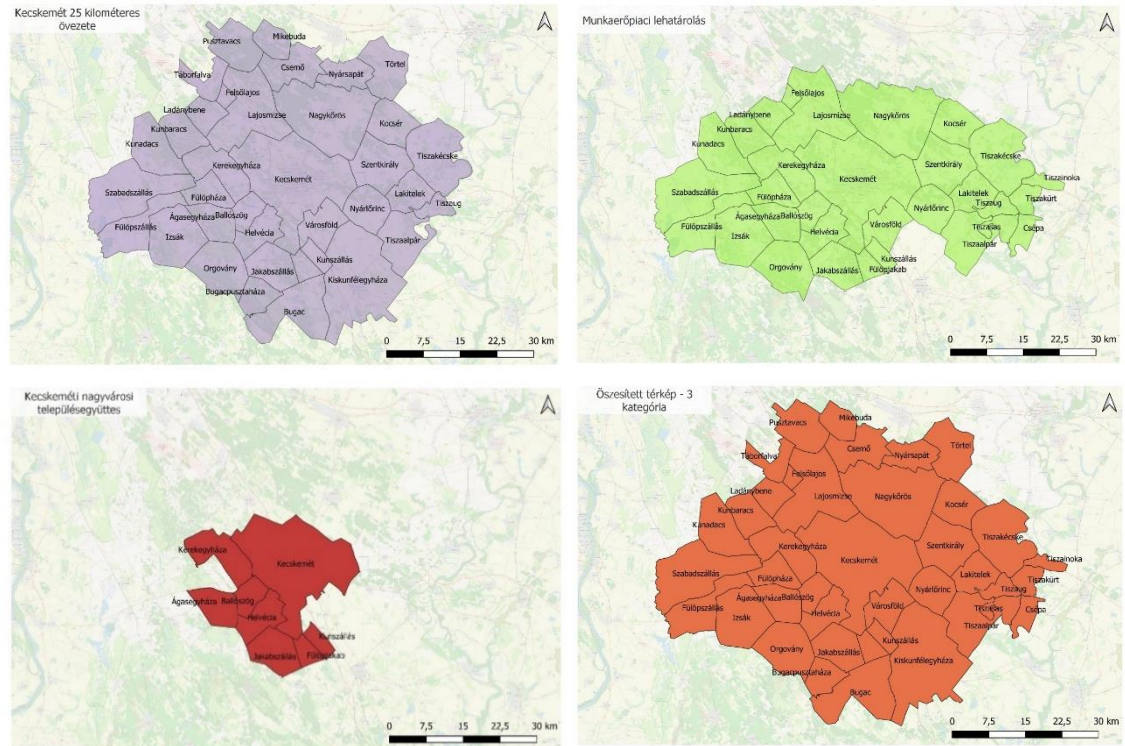 Kecskemét 25 kilométeres
övezete
Pusztavacs
Mikebuda
Táborfalva
Csemő
Nyársapát
Törtel
Felsőlajos
Ladánybene
Lajosmizse
Nagykőrös
Kocsér
Kunbaracs
Kunadacs
Kerekegyháza
Szentkirály
Tiszakécske
Kecskemét
Szabadszállás
Fülöpháza
Lakitelek
Tiszaug
Ágasegyháza
Ballószög
Nyárlőrinc
Fülöpszállás
Izsák
Helvécia
Városföld
Tiszaalpár
Orgovány
Jakabszállás
Kunszállás
Kiskunfélegyháza
Bugacpusztaháza
Bugac
0 7,5 15 22,5 30 km
Munkaerőpiaci lehatárolás
Felsőlajos
Ladánybene
Lajosmizse
Nagykőrös
Kocsér
Kunbaracs
Kunadacs
Kerekegyháza
Szentkirály
Tiszakécske
Kecskemét
Tiszainoka
Szabadszállás
Fülöpháza
Lakitelek
Tiszaug
Tiszakürt
Ágasegyháza
Ballószög
Nyárlőrinc
Fülöpszállás
Izsák
Helvécia
Városföld
Csépa
Tiszaalpár
Orgovány
Jakabszállás
Kunszállás
Fülöpjakab
0 7,5 15 22,5 30 km
Kecskeméti nagyvárosi
településegyüttes
Kerekegyháza
Kecskemét
Ágasegyháza
Ballószög
Helvécia
Kunszállás
Jakabszállás
Fülöpjakab
0 7,5 15 22,5 30 km
Öszesített térkép - 3
kategória
Pusztavacs
Mikebuda
Táborfalva
Csemő
Nyársapát
Törtel
Felsőlajos
Ladánybene
Lajosmizse
Nagykőrös
Kocsér
Kunbaracs
Kunadacs
Kerekegyháza
Szentkirály
Tiszakécske
Kecskemét
Tiszainoka
Szabadszállás
Fülöpháza
Lakitelek
Tiszaug
Tiszakürt
Ágasegyháza
Ballószög
Nyárlőrinc
Fülöpszállás
Izsák
Helvécia
Városföld
Csépa
Tiszaalpár
Orgovány
Jakabszállás
Kunszállás
Kiskunfélegyháza
Bugacpusztaháza
Bugac
0 7,5 15 22,5 30 km